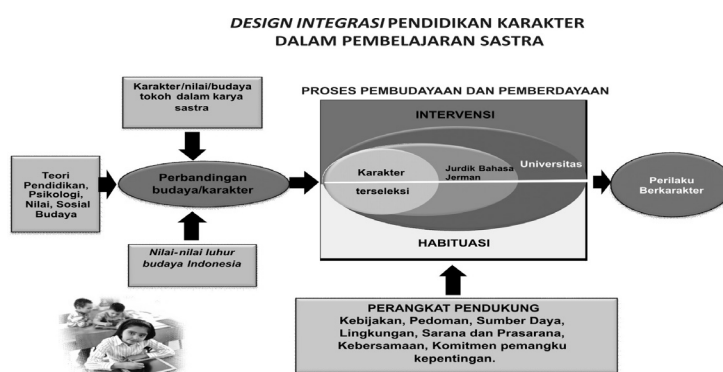 DESIGN INTEGRASI PENDIDIKAN KARAKTER
DALAM PEMBELAJARAN SASTRA
Karakter/nilai/budaya
tokoh dalam karya
sastra
PROSES PEMBUDAYAAN DAN PEMBERDAYAAN
INTERVENSI
Teori
Pendidikan,
Psikologi,
Nilai, Sosial
Budaya
Perbandingan
budaya/karakter
Karakter
terseleksi
Jurdik Bahasa
Jerman
Universitas
Perilaku
Berkarakter
HABITUASI
Nilai-nilai luhur
budaya Indonesia
PERANGKAT PENDUKUNG
Kebijakan, Pedoman, Sumber Daya,
Lingkungan, Sarana dan Prasarana,
Kebersamaan, Komitmen pemangku
kepentingan.